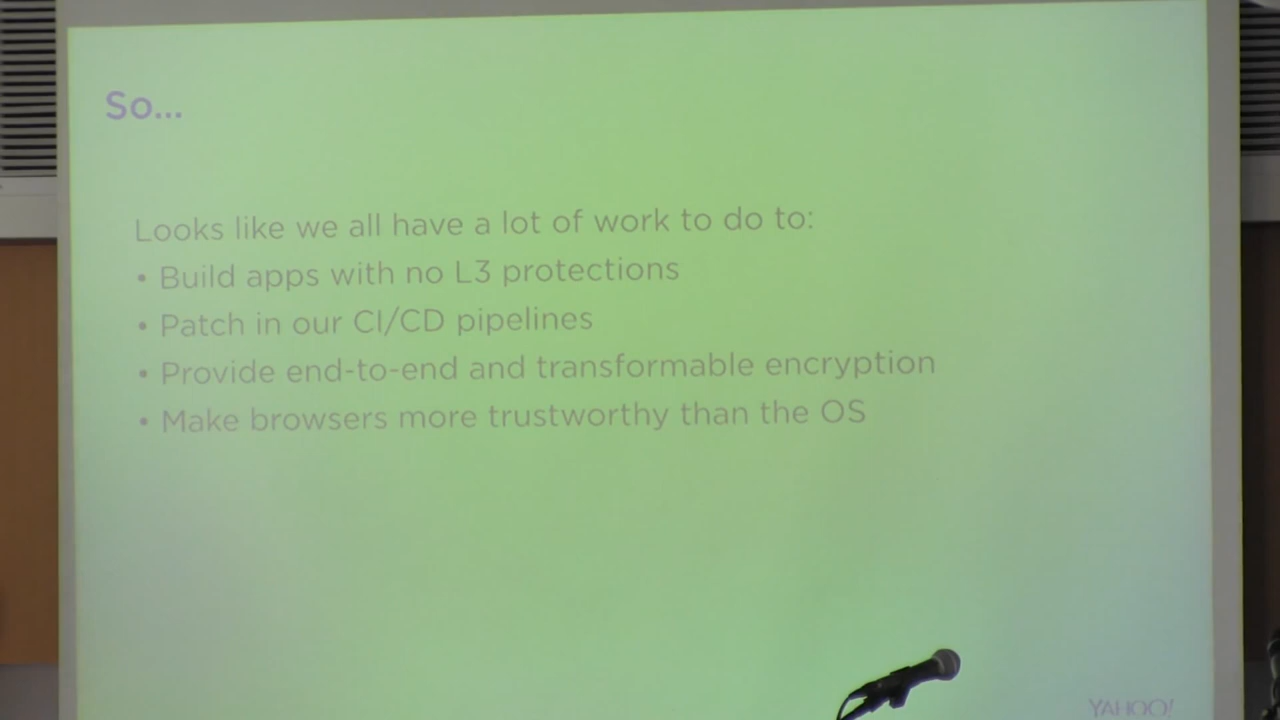 So...
Looks like we all have a lot of work to do to:
• Build apps with no L3 protections
• Patch in our CI/CD pipelines
• Provide end-to-end and transformable encryption
• Make browsers more trustworthy than the OS
YAHOO!